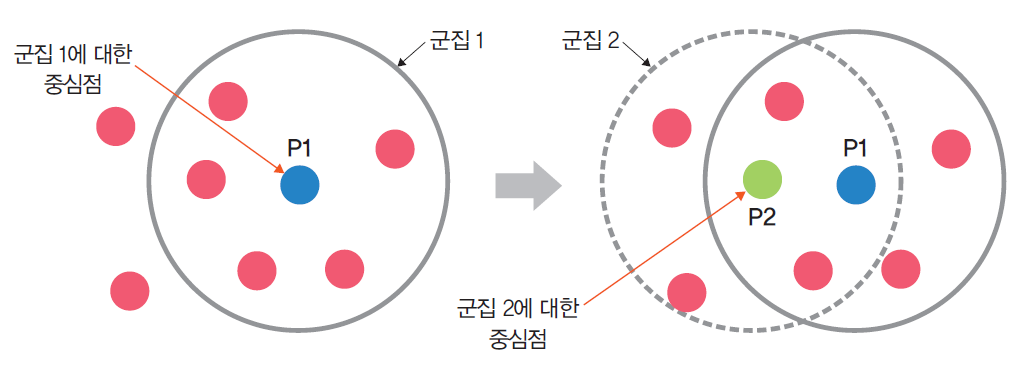 군집 1에 대한
중심점
P1
군집 1
군집 2
P1
P2
군집 2에 대한
중심점